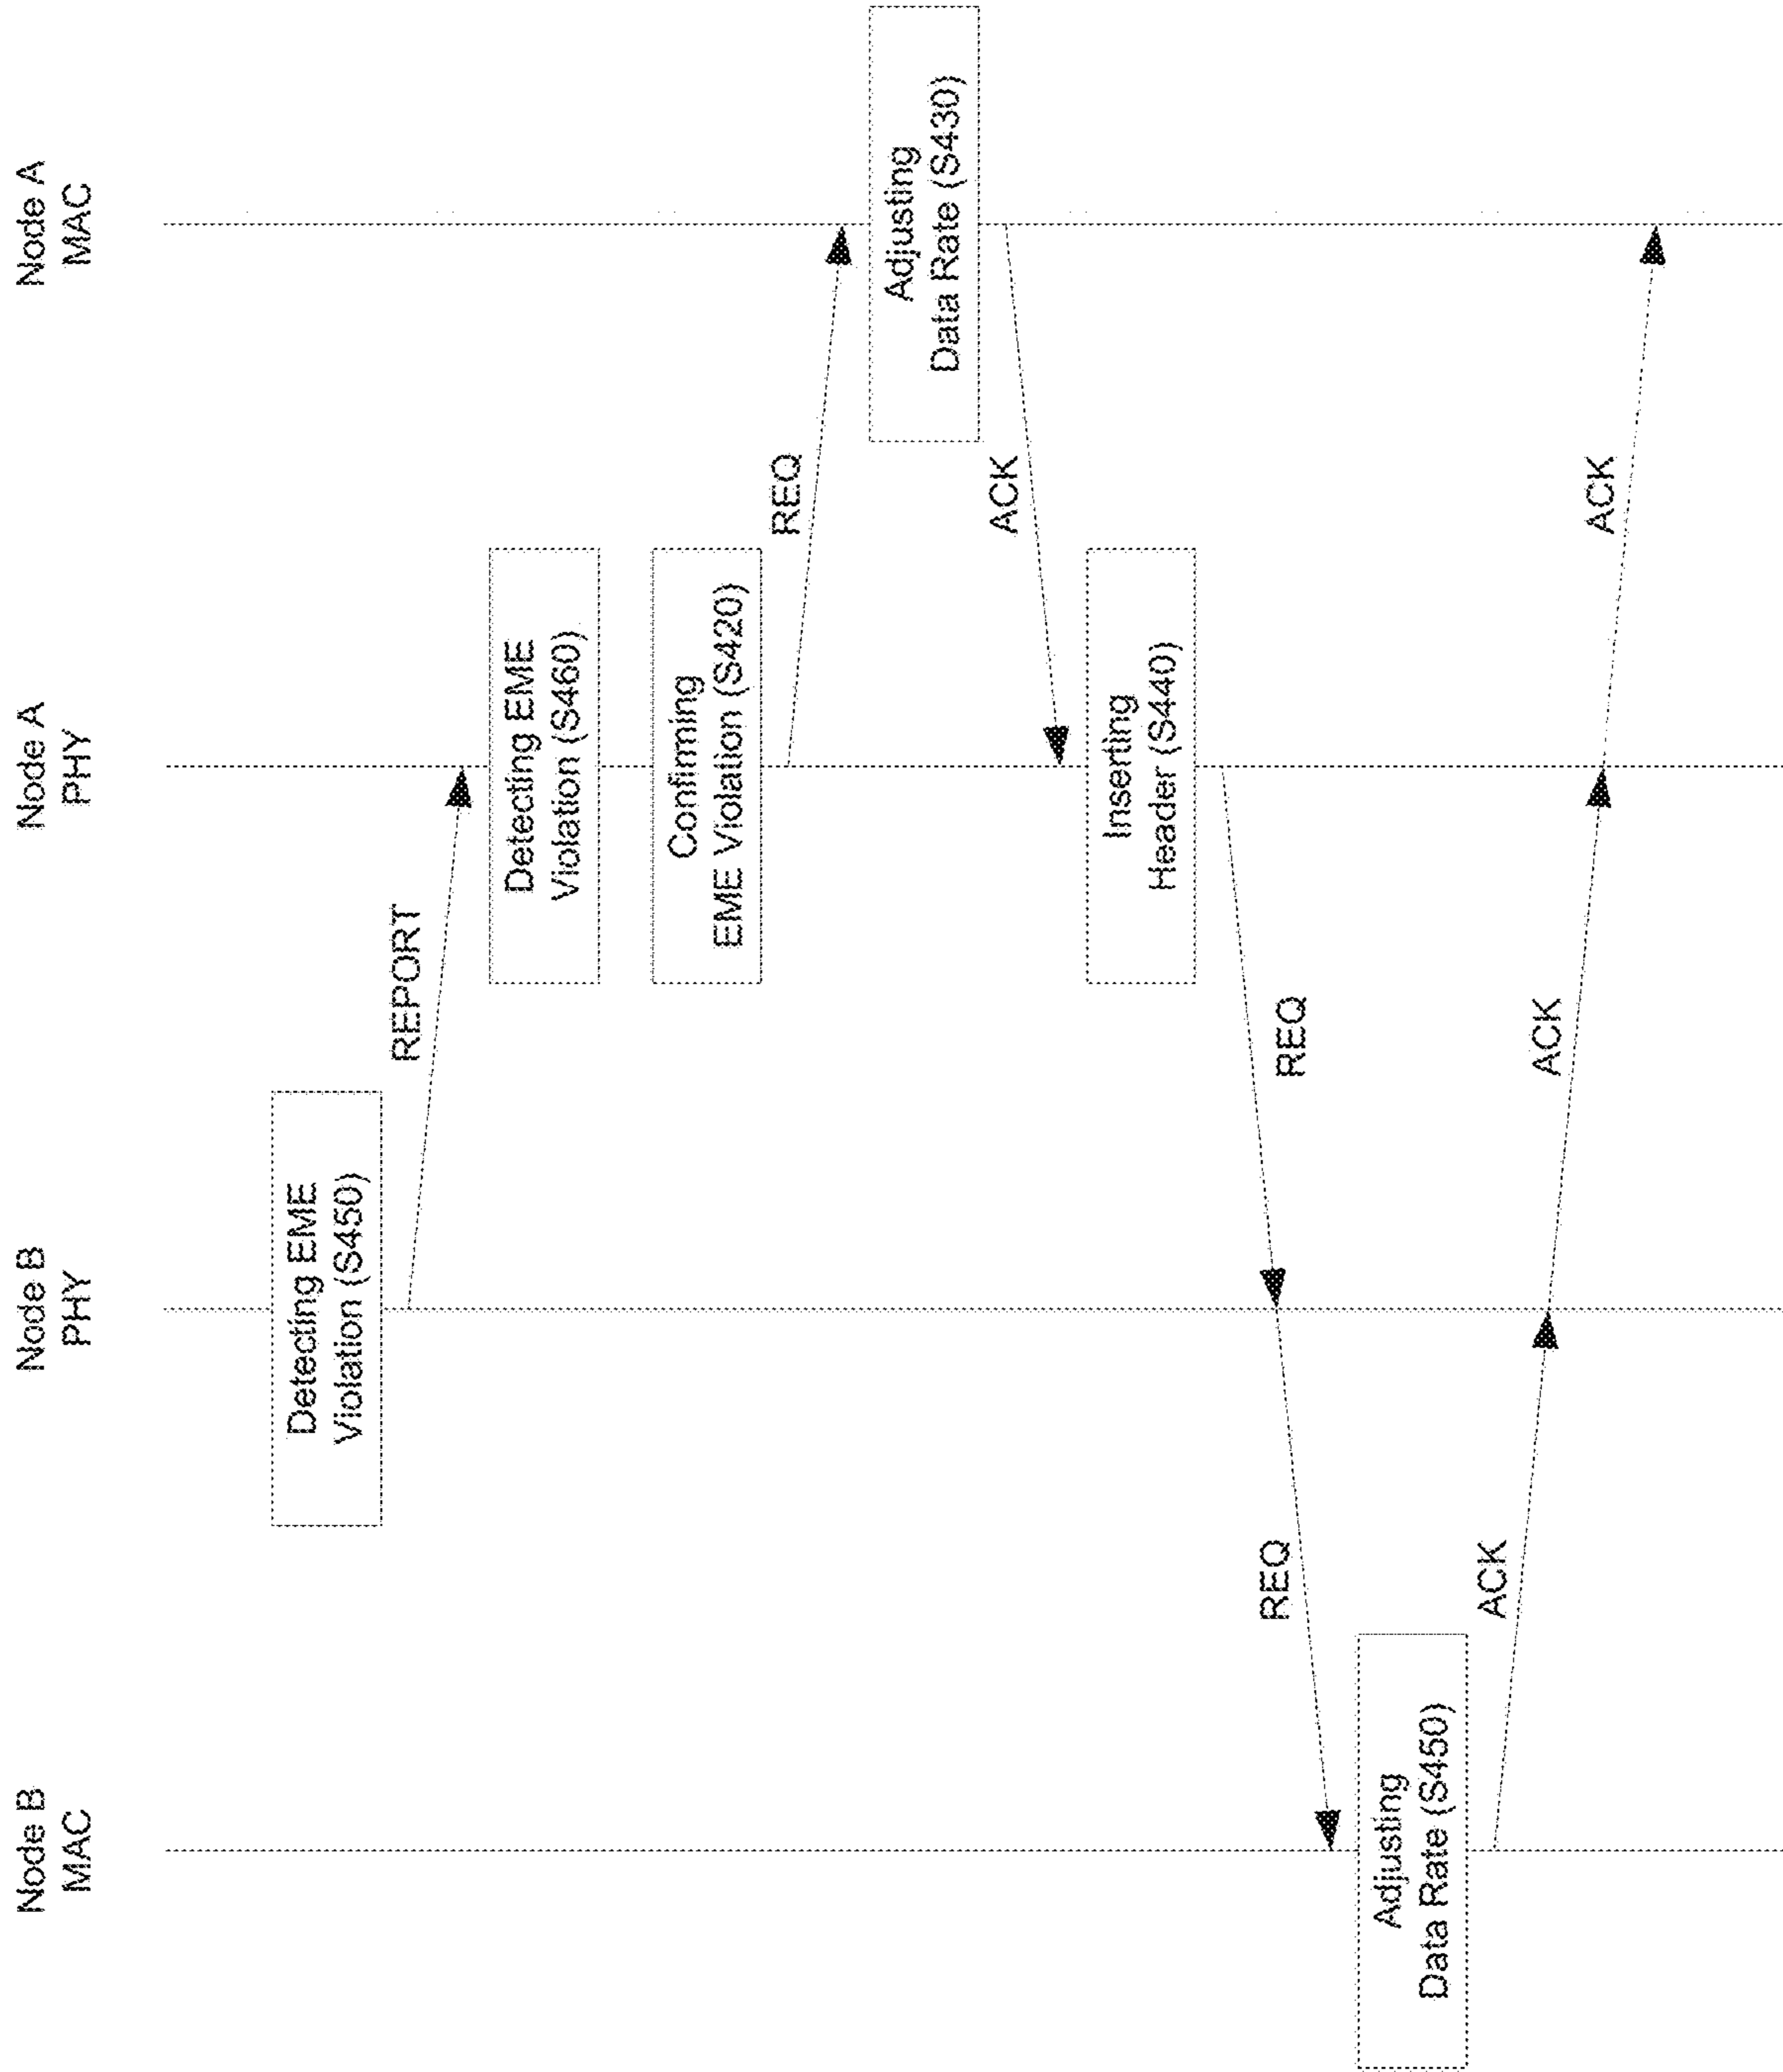 Node B
MAC
Node B
PHY
Node A
PHY
Node A
MAC
Detecting EME
Violation (S450)
REPORT
Detecting EME
Violation (S460)
Confirming
EME Violation (S420)
REQ
Adjusting
Data Rate (S430)
ACK
Inserting
Header (S440)
REQ
REQ
Adjusting
Data Rate (S450)
ACK
ACK
ACK